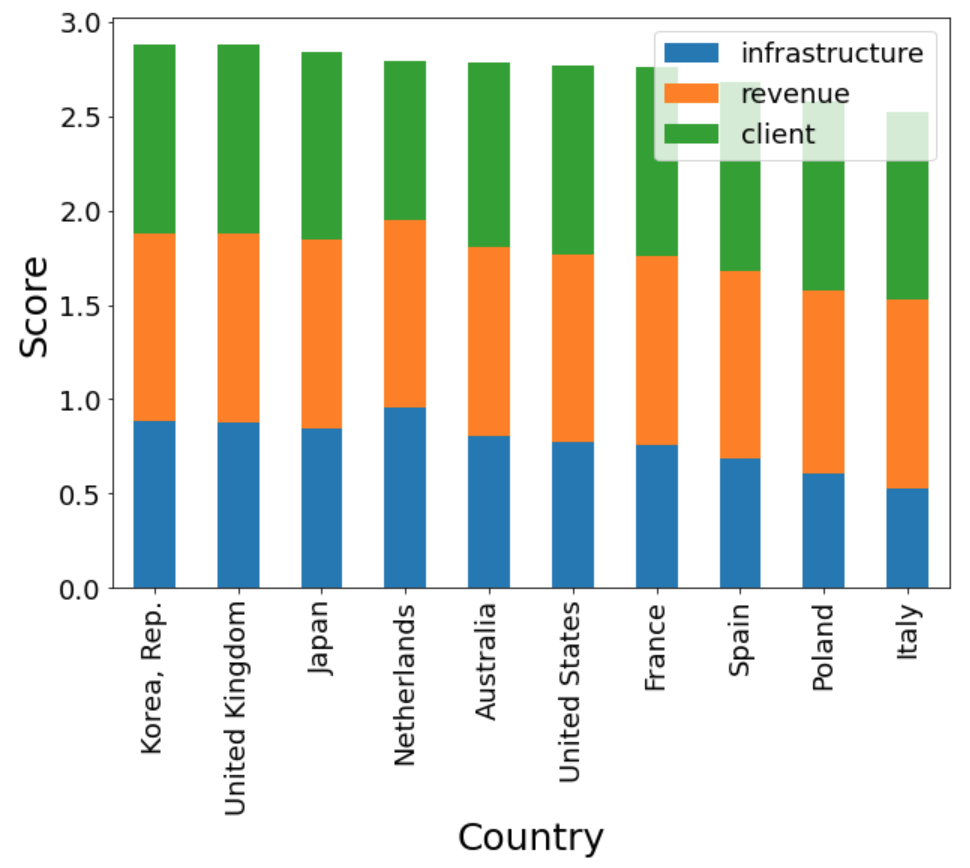 3.0
2.5
2.0
1.5
1.0
0.5
0.0
Score
infrastructure
revenue
client
Korea, Rep.
United Kingdom
Japan
Netherlands
Australia
United States
France
Spain
Poland
Italy
Country